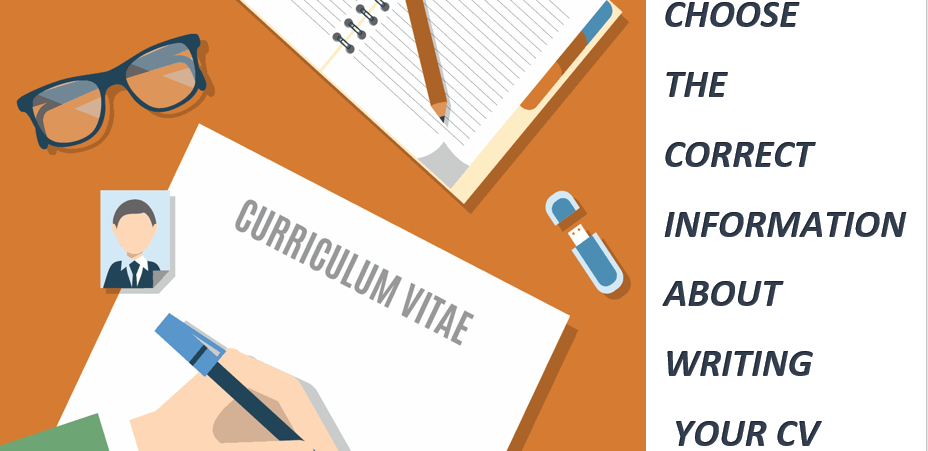 CURRICULUM VITAE
CHOOSE
THE
CORRECT
INFORMATION
ABOUT
WRITING
YOUR CV